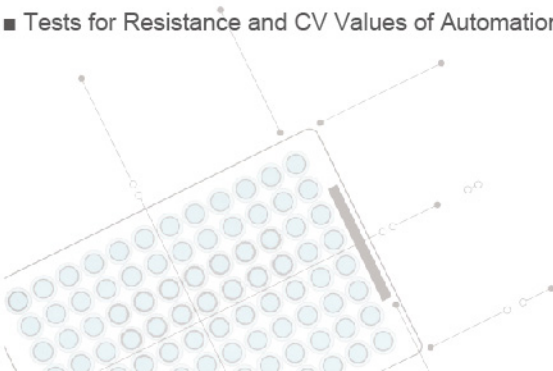 ■ Tests for Resistance and CV Values of Automation